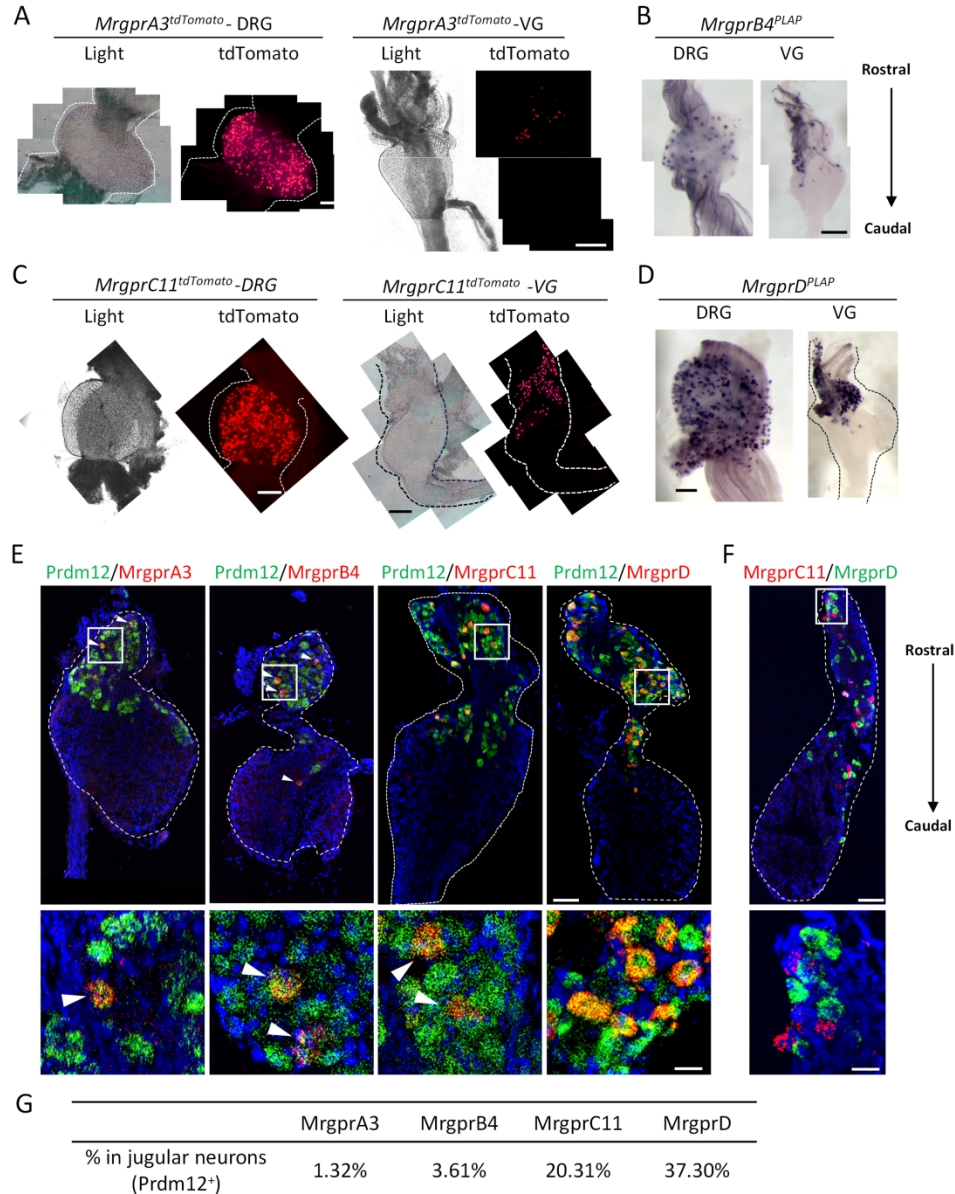 A
MrgprA3tdTomato - DRG
Light tdTomato
MrgprA3tdTomato -VG
Light tdTomato
B
MrgprB4PLAP
DRG VG
Rostral
Caudal
C
MrgprC11tdTomato -DRG
Light tdTomato
MrgprC11tdTomato -VG
Light tdTomato
D
MrgprDPLAP
DRG VG
E
Prdm12/MrgprA3 Prdm12/MrgprB4 Prdm12/MrgprC11 Prdm12/MrgprD
F
MrgprC11/MrgprD
Rostral
Caudal
G
MrgprA3 MrgprB4 MrgprC11 MrgprD
% in jugular neurons
(Prdm12+)
1.32% 3.61% 20.31% 37.30%